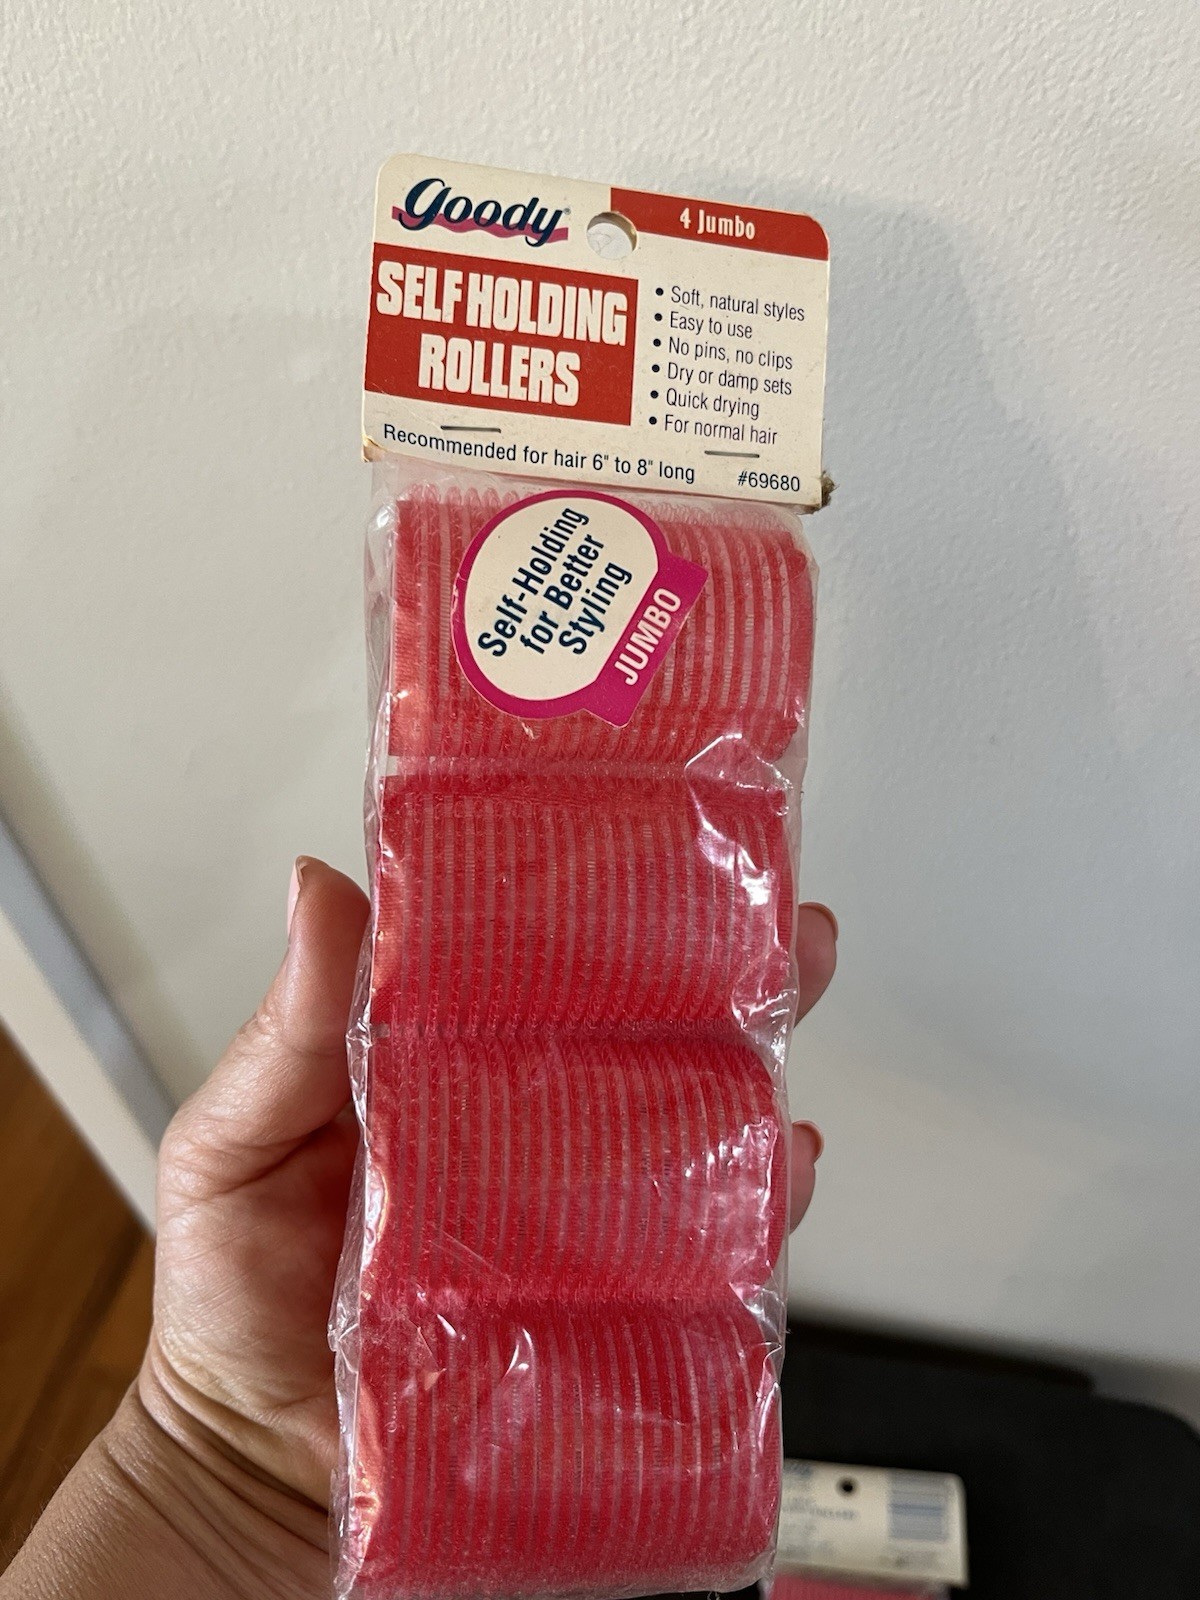 goody
4 Jumbo
SELF HOLDING
ROLLERS
• Soft, natural styles
• Easy to use
• No pins, no clips
• Dry or damp sets
• Quick drying
• For normal hair
Recommended for hair 6" to 8" long
#69680
Self-Holding
for Better
Styling
JUMBO